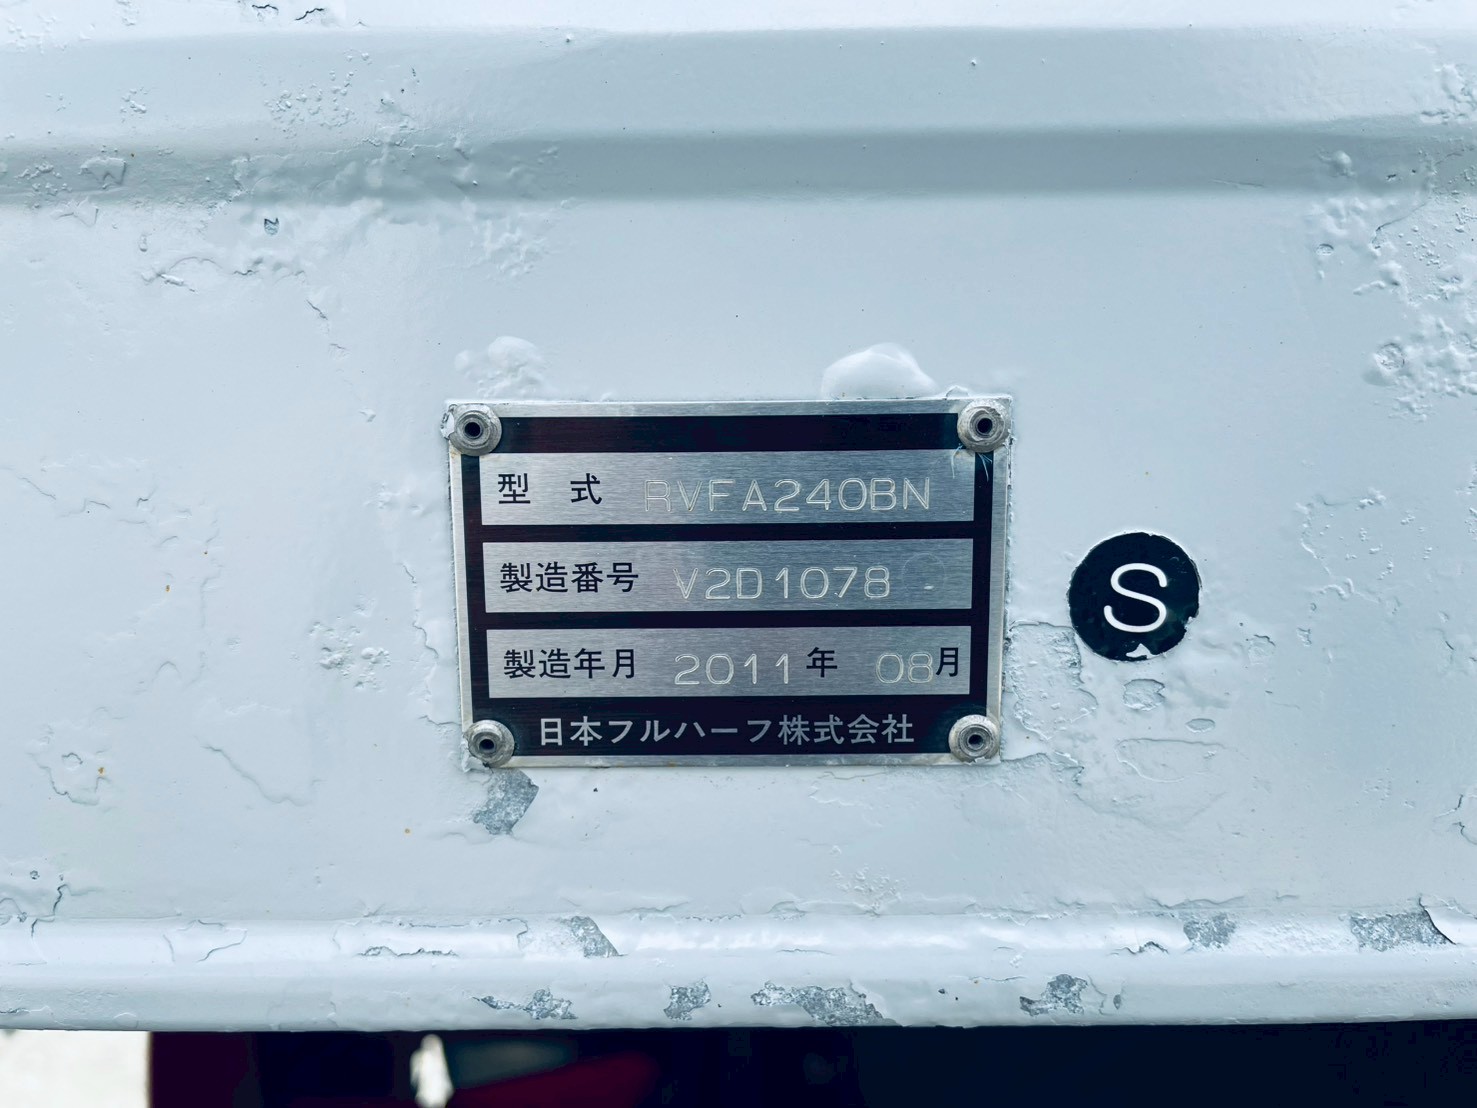 型 式 RVFA240BN
製造番号 V2D1078
製造年月 2011年 08月
日本フルハーフ株式会社
S